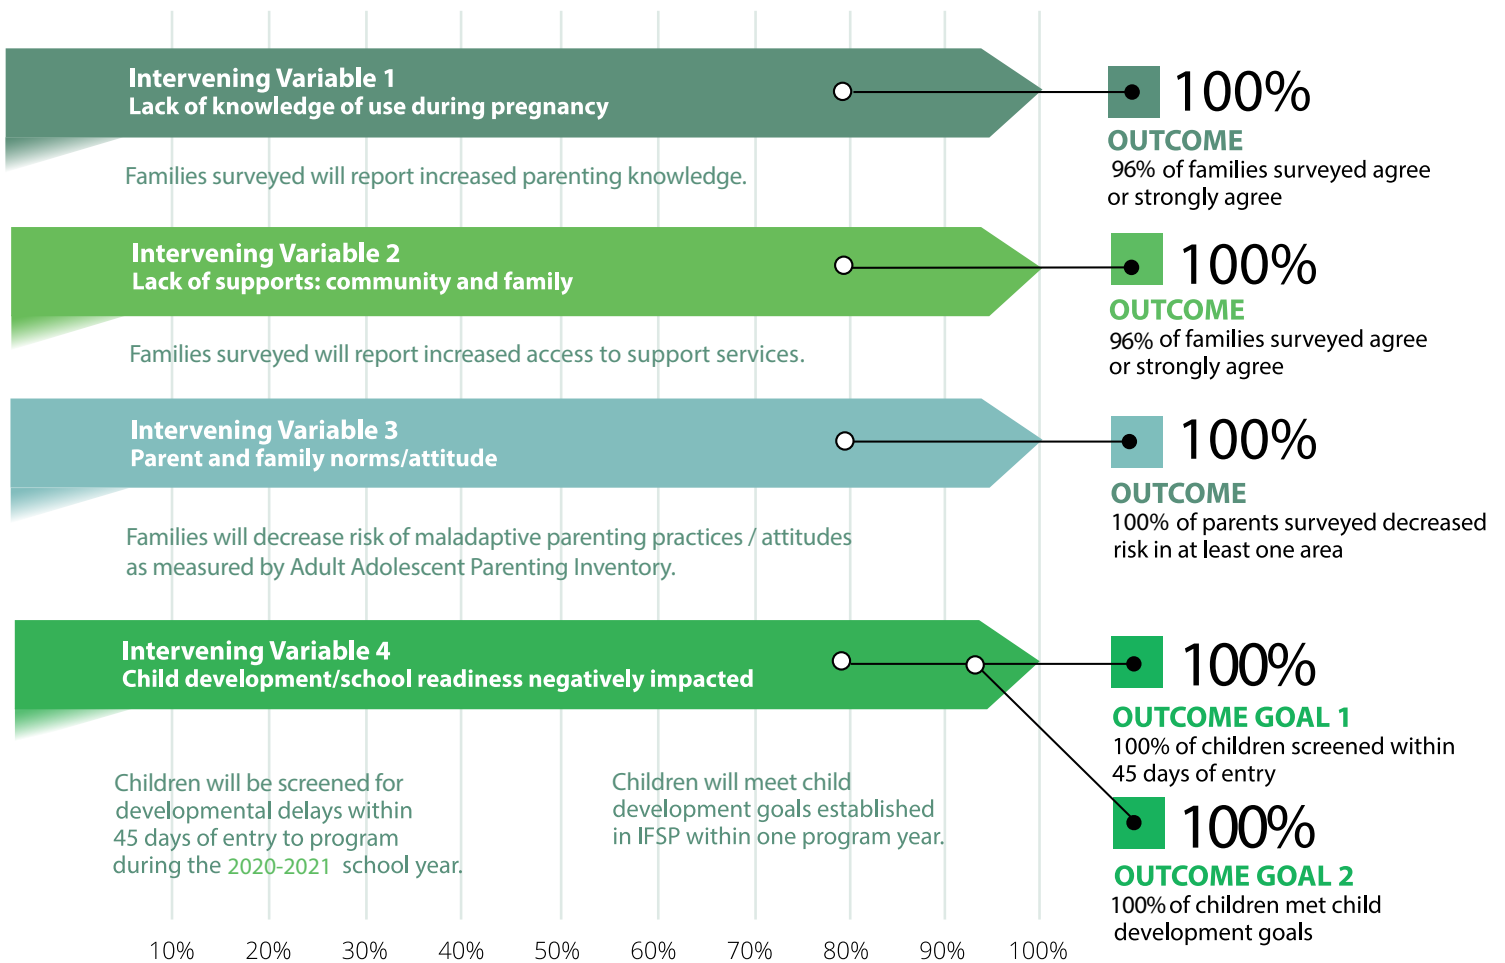 Intervening Variable 1
Lack of knowledge of use during pregnancy
Families surveyed will report increased parenting knowledge.
100%
OUTCOME
96% of families surveyed agree
or strongly agree
Intervening Variable 2
Lack of supports: community and family
Families surveyed will report increased access to support services.
100%
OUTCOME
96% of families surveyed agree
or strongly agree
Intervening Variable 3
Parent and family norms/attitude
Families will decrease risk of maladaptive parenting practices / attitudes
as measured by Adult Adolescent Parenting Inventory.
100%
OUTCOME
100% of parents surveyed decreased
risk in at least one area
Intervening Variable 4
Child development/school readiness negatively impacted
Children will be screened for
developmental delays within
45 days of entry to program
during the 2020-2021 school year.
Children will meet child
development goals established
in IFSP within one program year.
100%
OUTCOME GOAL 1
100% of children screened within
45 days of entry
100%
OUTCOME GOAL 2
100% of children met child
development goals
10% 20% 30% 40% 50% 60% 70% 80% 90% 100%